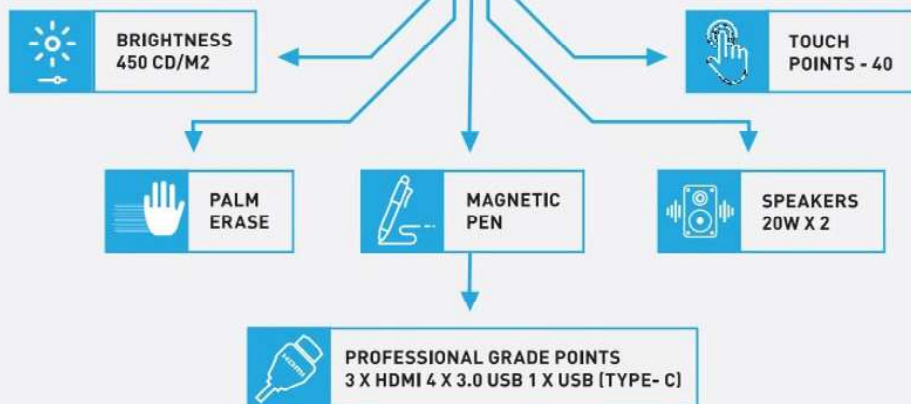 BRIGHTNESS
450 CD/M2
TOUCH
POINTS - 40
PALM
ERASE
MAGNETIC
PEN
SPEAKERS
20W X 2
HDMI
PROFESSIONAL GRADE POINTS
3 X HDMI 4 X 3.0 USB 1 X USB (TYPE- C)